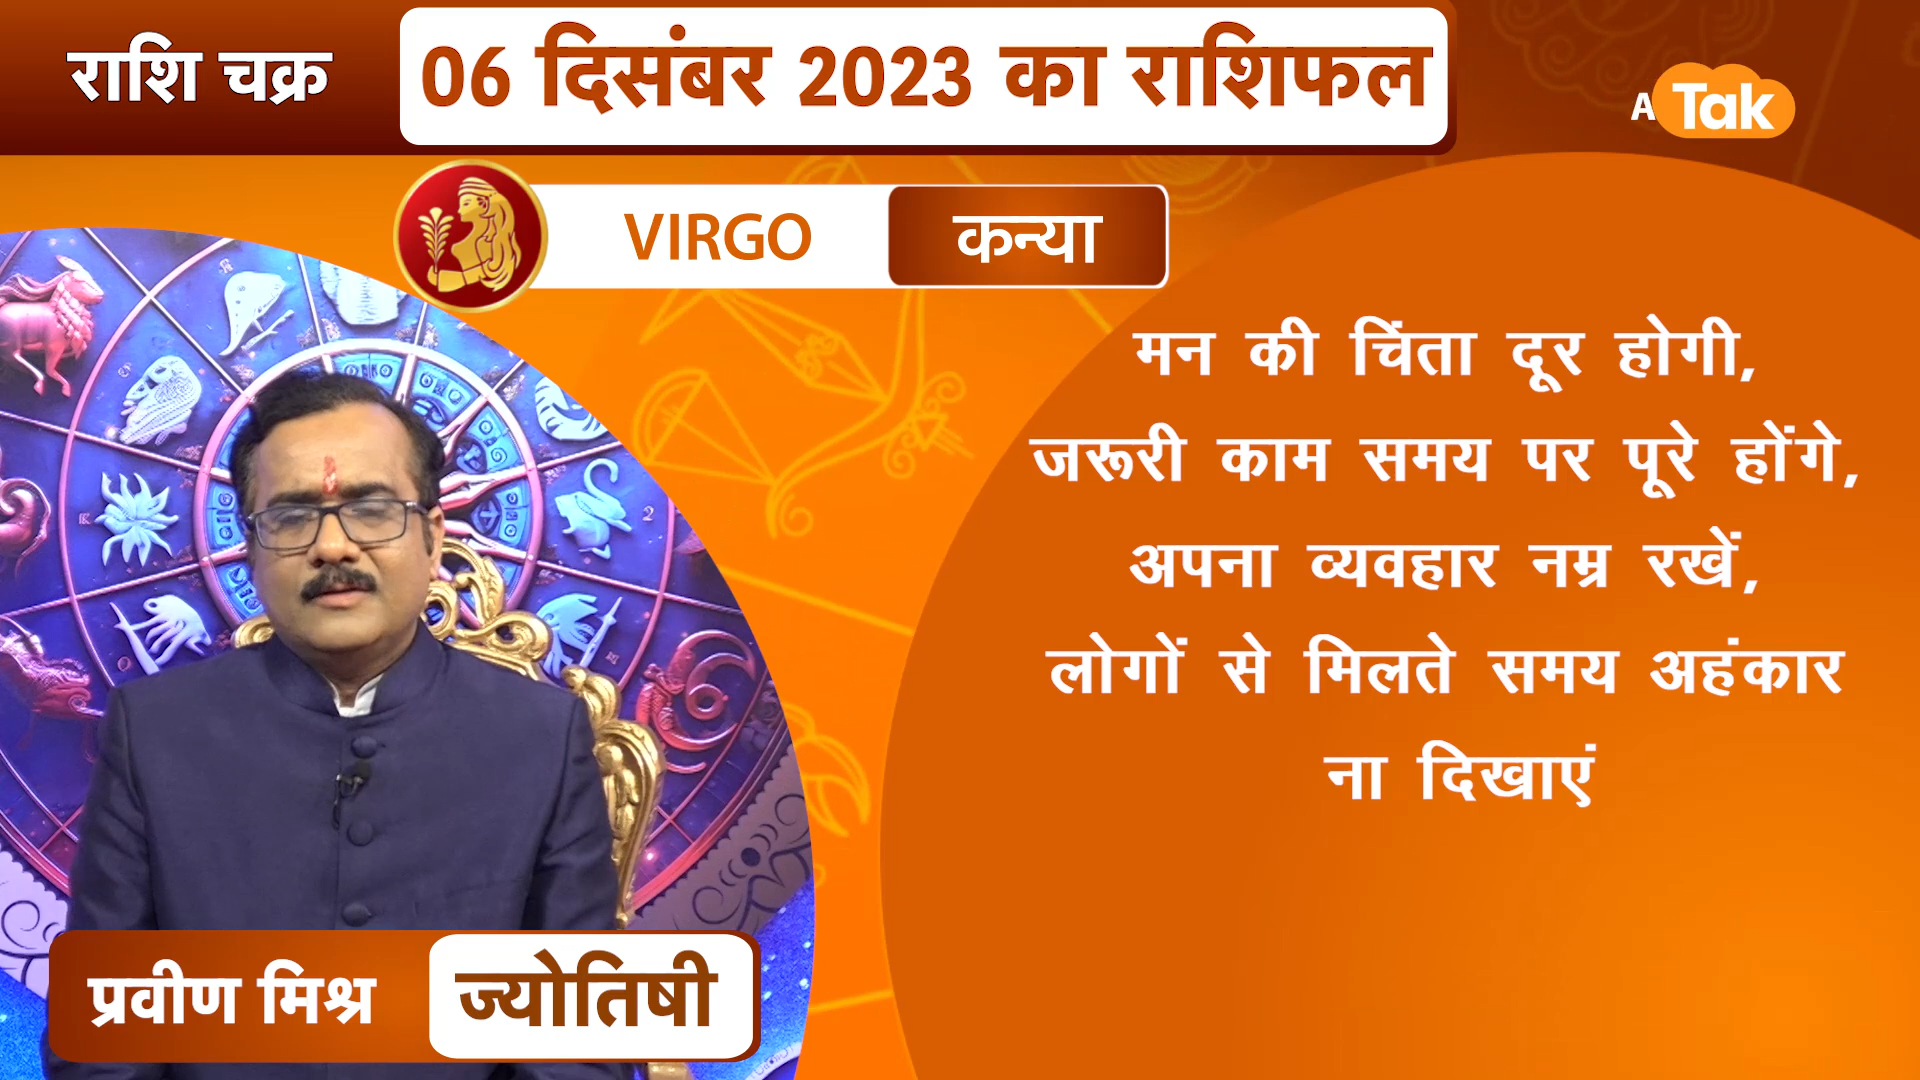 राशि चक्र
06 दिसंबर 2023 का राशिफल
A Tak
VIRGO
कन्या
मन की चिंता दूर होगी,
जरूरी काम समय पर पूरे होंगे,
अपना व्यवहार नम्र रखें,
लोगों से मिलते समय अहंकार
ना दिखाएं
प्रवीण मिश्र
ज्योतिषी